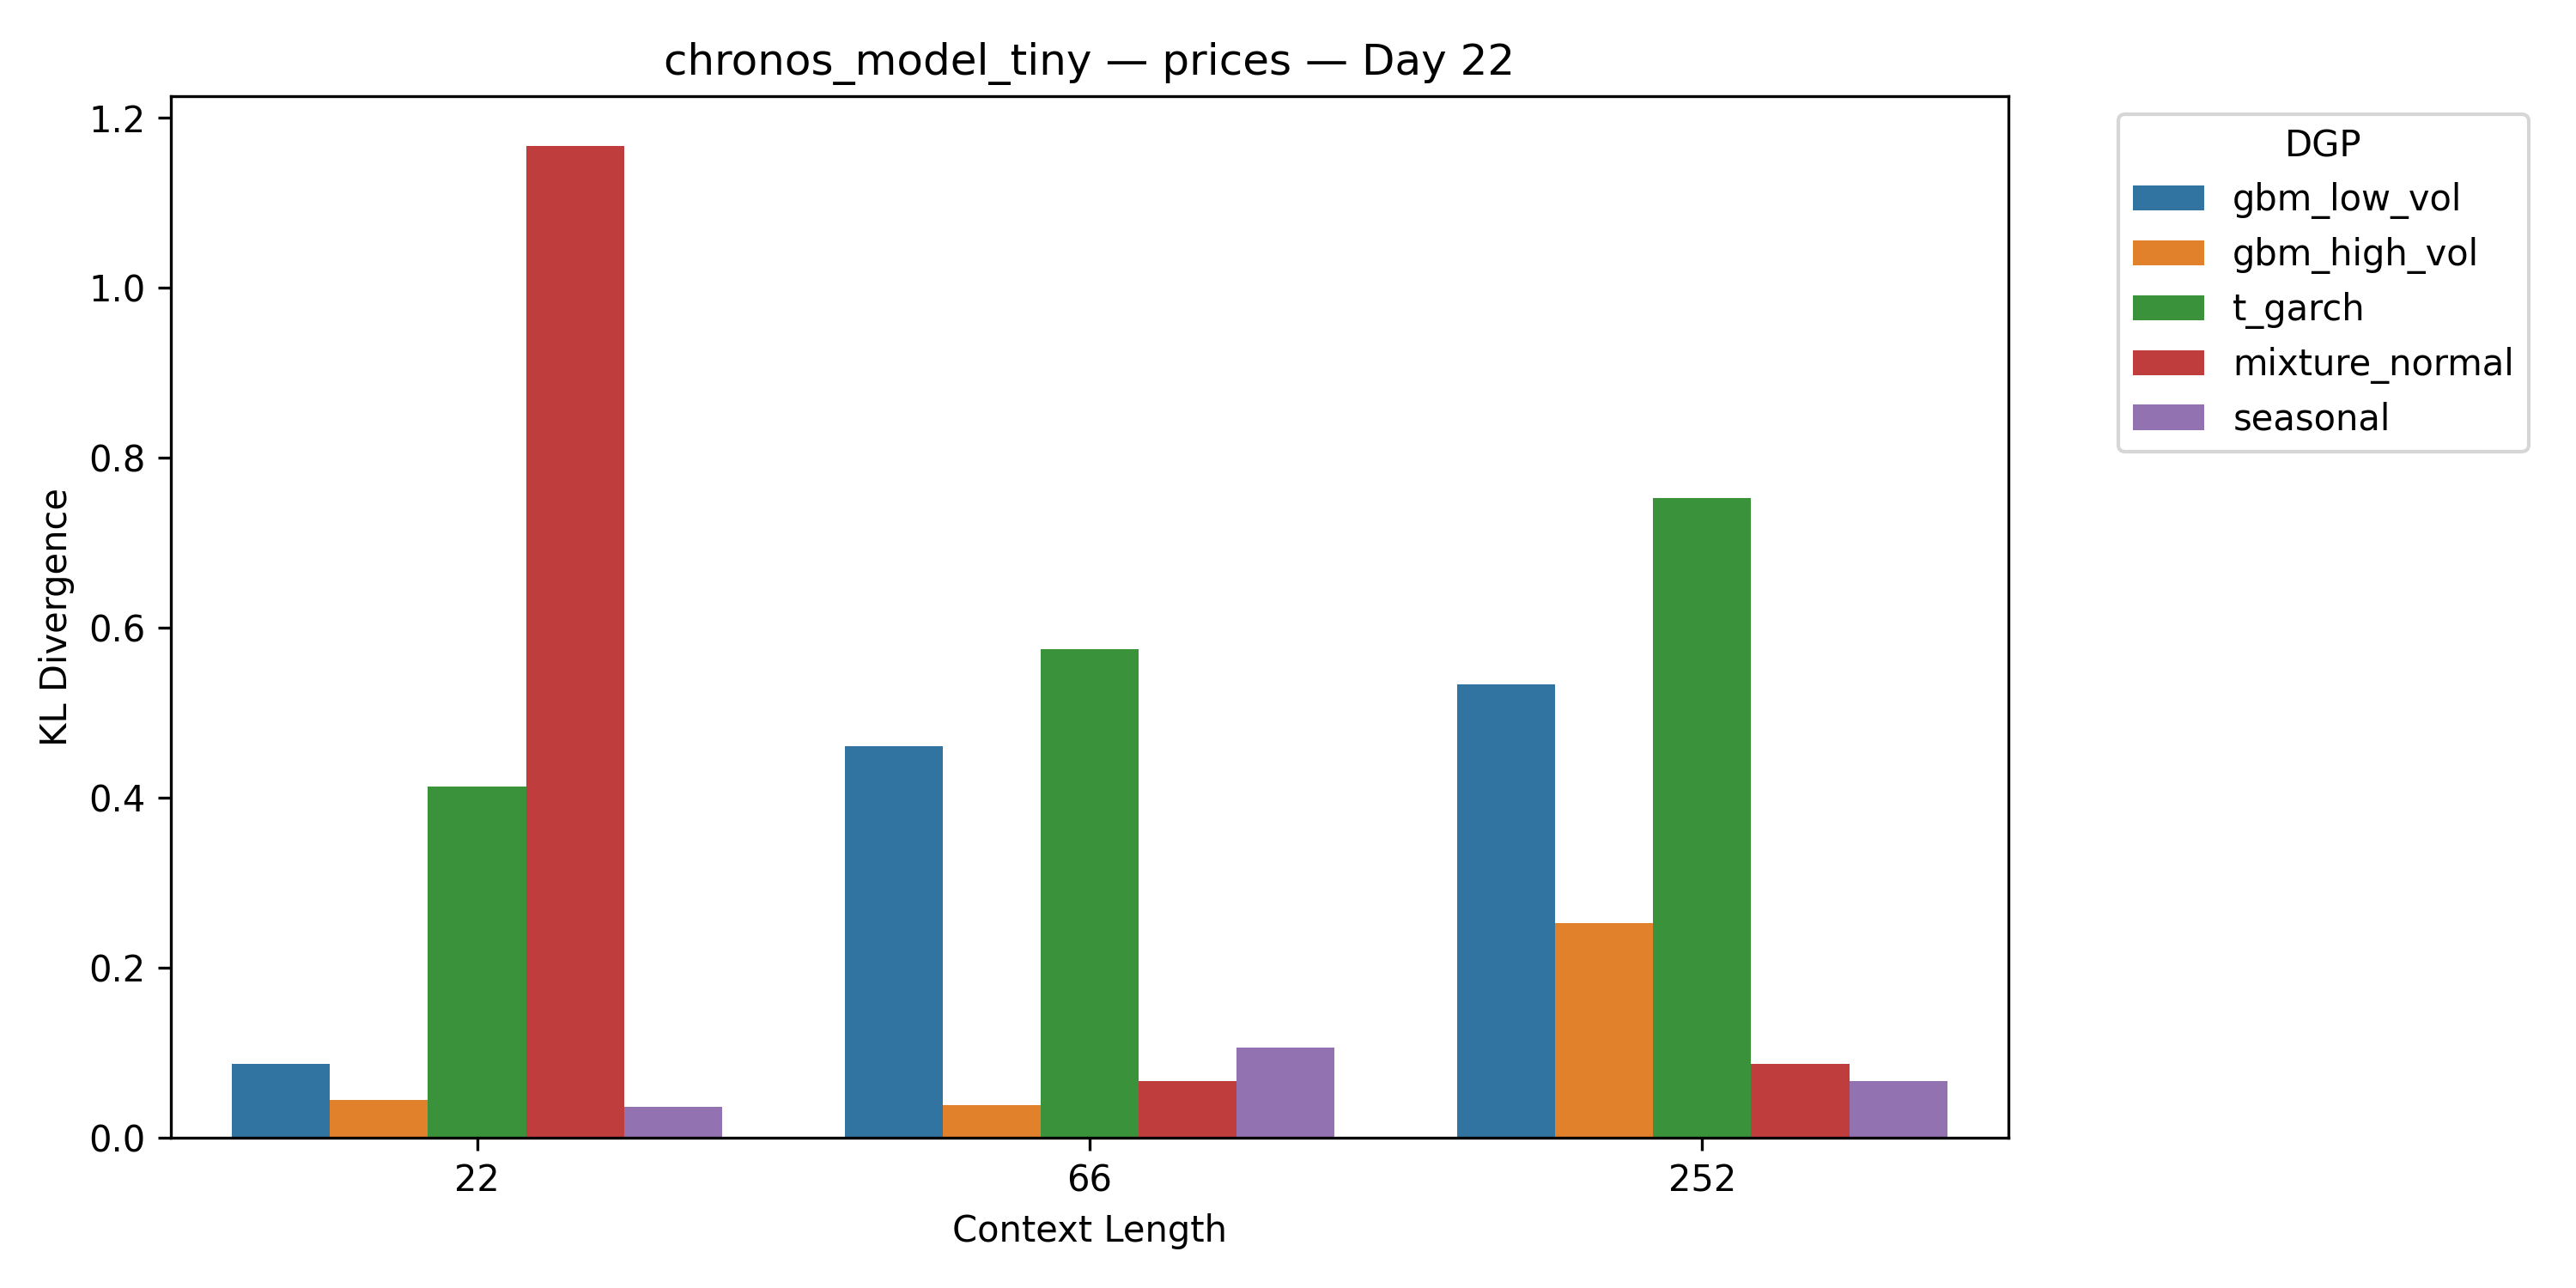 chronos_model_tiny — prices — Day 22
1.2
1.0
0.8
0.6
0.4
0.2
0.0
KL Divergence
22
66
252
Context Length
DGP
gbm_low_vol
gbm_high_vol
t_garch
mixture_normal
seasonal